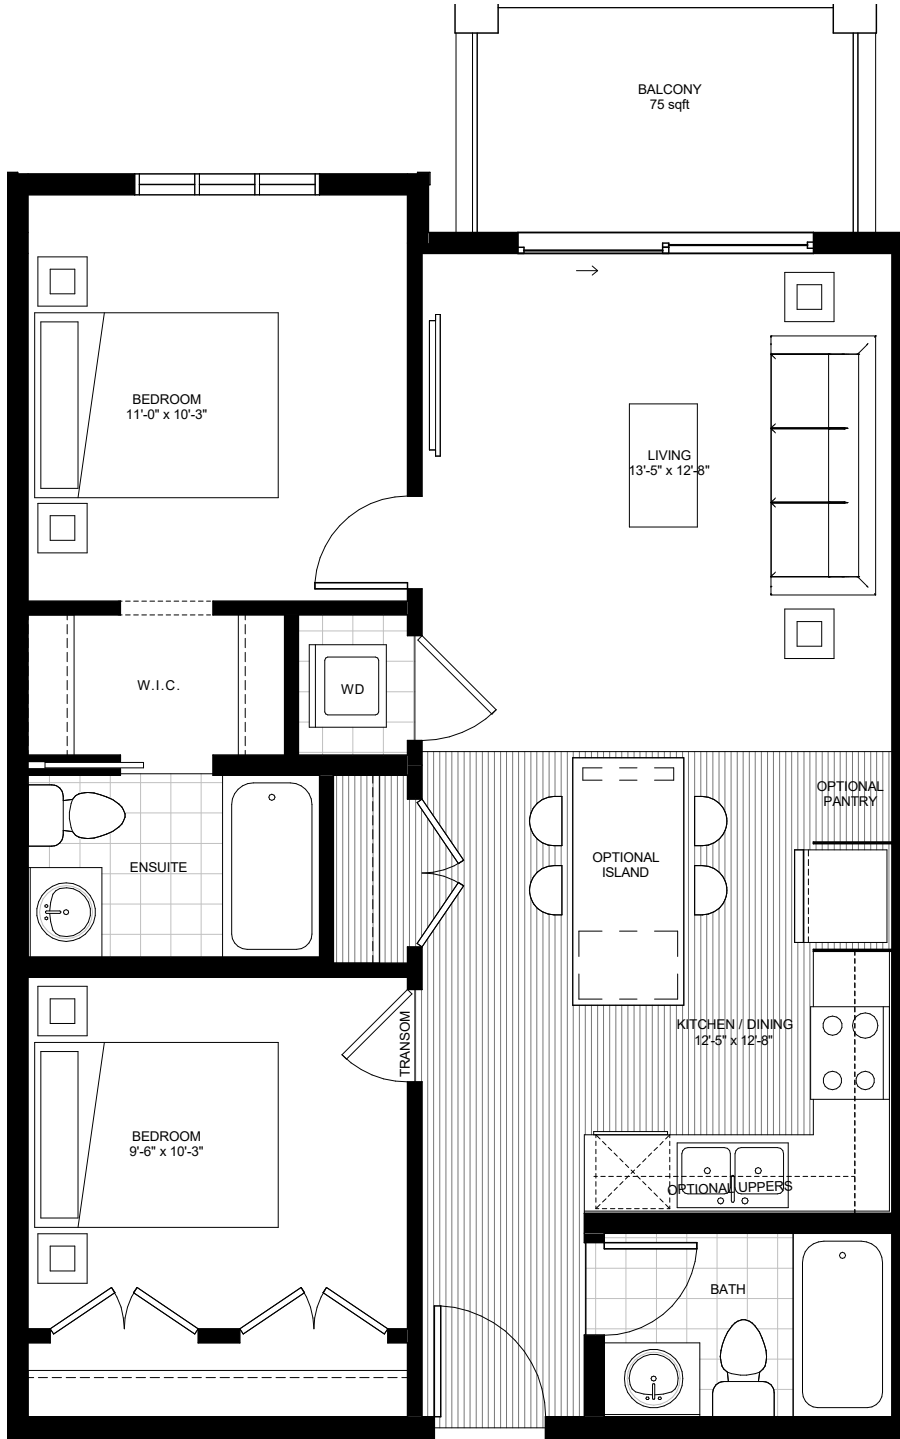 BALCONY
75 sqft
BEDROOM
11'-0" x 10'-3"
LIVING
13'-5" x 12'-8"
W.I.C.
WD
OPTIONAL
PANTRY
ENSUITE
OPTIONAL
ISLAND
TRANSOM
KITCHEN / DINING
12'-5" x 12'-8"
BEDROOM
9'-6" x 10'-3"
OPTIONAL UPPERS
BATH